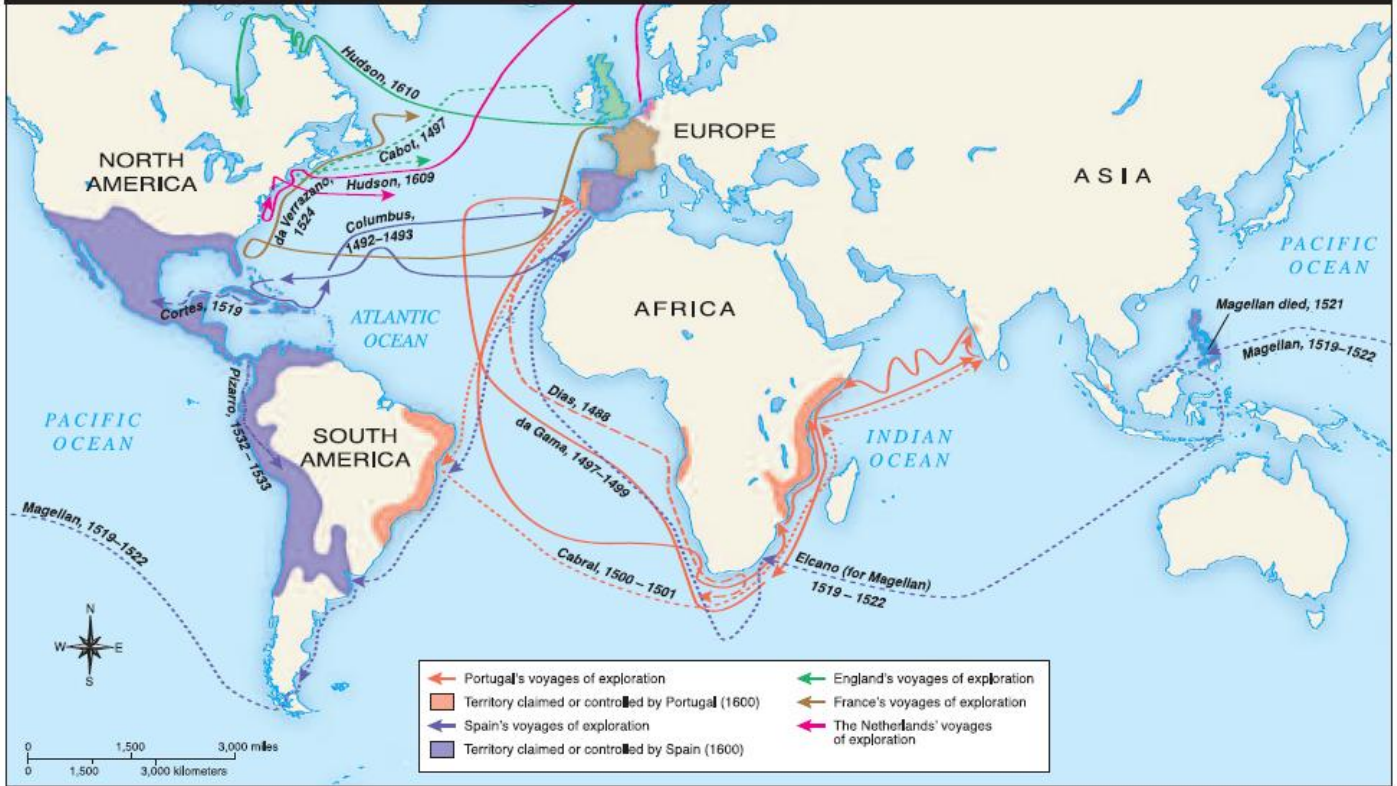 Hudson, 1610
Cabot, 1497
NORTH
AMERICA
EUROPE
ASIA
Hudson, 1609
da Verrazano,
1524
Columbus,
1492–1493
PACIFIC
OCEAN
Cortes, 1519
ATLANTIC
OCEAN
AFRICA
Magellan died, 1521
Magellan, 1519–1522
Pizarro, 1532 – 1533
Dias, 1488
PACIFIC
OCEAN
SOUTH
AMERICA
da Gama, 1497–1499
INDIAN
OCEAN
Magellan, 1519–1522
Cabral, 1500 – 1501
Elcano (for Magellan)
1519 – 1522
N
W E
S
Portugal's voyages of exploration
Territory claimed or controlled by Portugal (1600)
Spain's voyages of exploration
Territory claimed or controlled by Spain (1600)
England's voyages of exploration
France's voyages of exploration
The Netherlands' voyages
of exploration
0 1,500 3,000 miles
0 1,500 3,000 kilometers